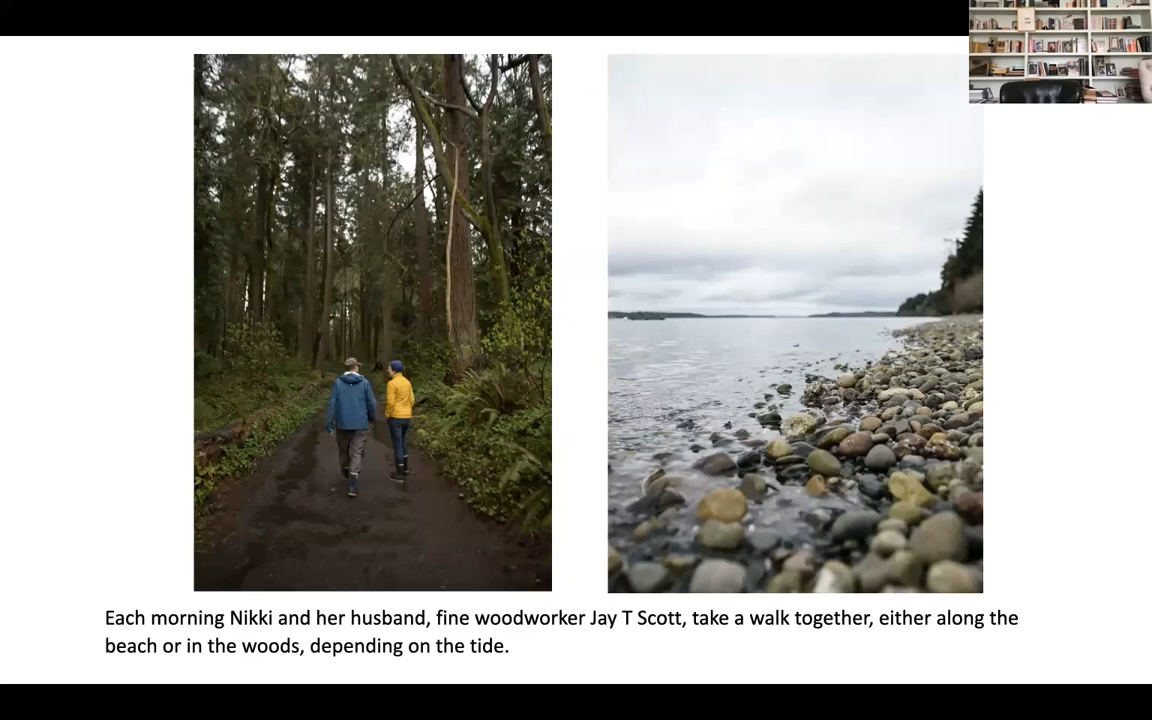 Each morning Nikki and her husband, fine woodworker Jay T Scott, take a walk together, either along the
beach or in the woods, depending on the tide.